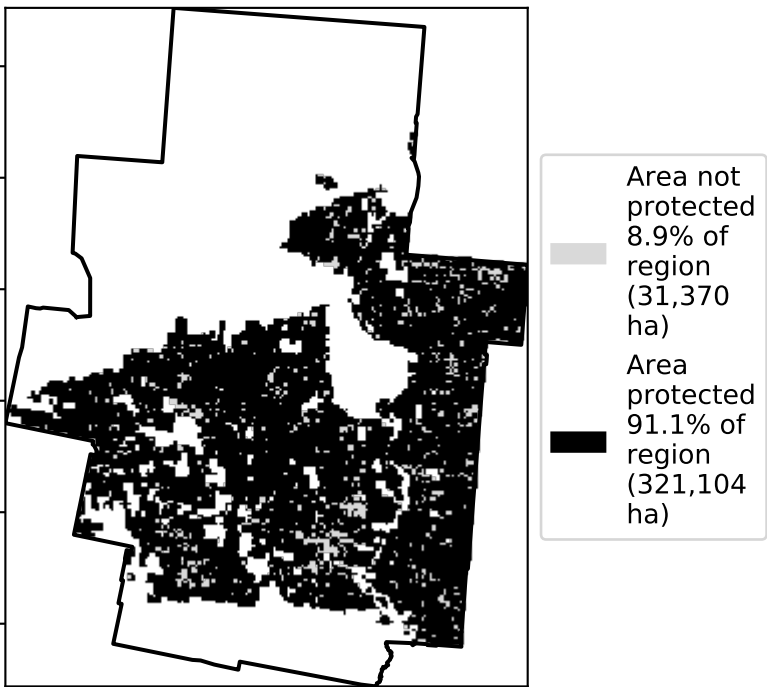 Area not
protected
8.9% of
region
(31,370
ha)
Area
protected
91.1% of
region
(321,104
ha)